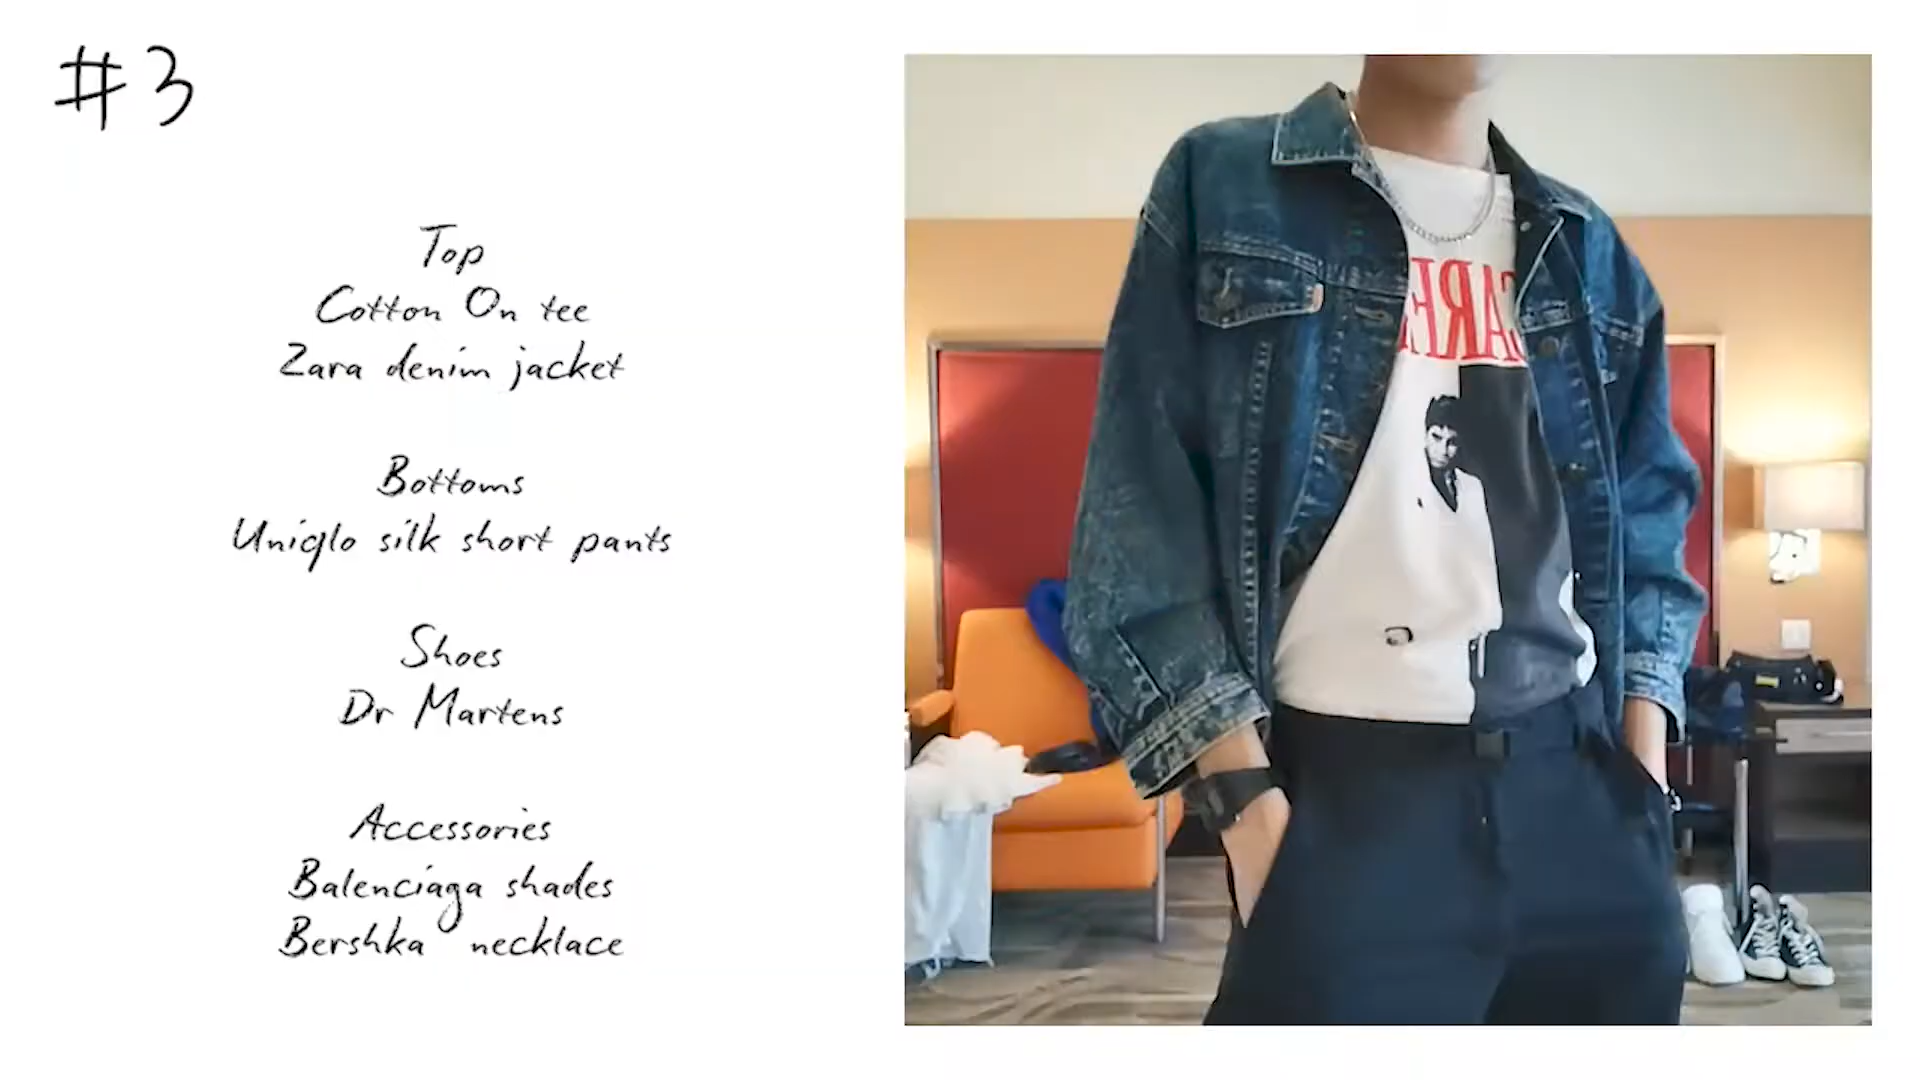 #3
Top
Cotton On tee
Zara denim jacket
Bottoms
Uniqlo silk short pants
Shoes
Dr Martens
Accessories
Balenciaga shades
Bershka necklace